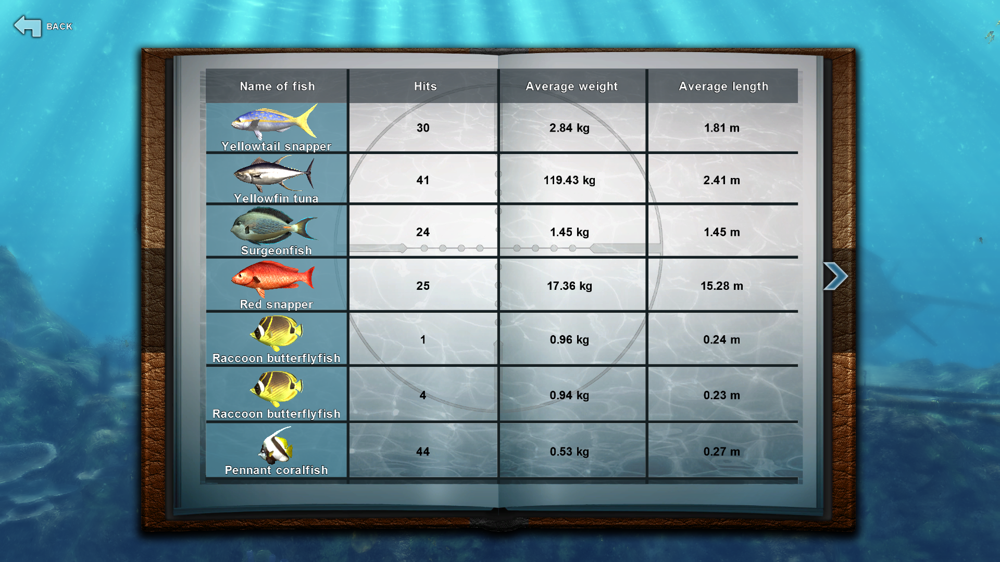 BACK
Name of fish Hits Average weight Average length
Yellowtail snapper 30 2.84 kg 1.81 m
Yellowfin tuna 41 119.43 kg 2.41 m
Surgeonfish 24 1.45 kg 1.45 m
Red snapper 25 17.36 kg 15.28 m
Raccoon butterflyfish 1 0.96 kg 0.24 m
Raccoon butterflyfish 4 0.94 kg 0.23 m
Pennant coralfish 44 0.53 kg 0.27 m